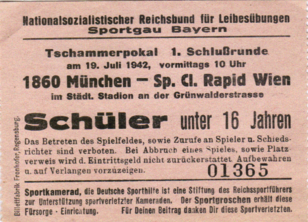 Nationalsozialistischer Reichsbund für Leibesübungen
Sportgau Bayern
Tschammerpokal 1. Schlußrunde
am 19. Juli 1942, vormittags 10 Uhr
1860 München — Sp. Cl. Rapid Wien
im Städt. Stadion an der Grünwalderstrasse
Schüler unter 16 Jahren
Das Betreten des Spielfeldes, sowie Zurufe an Spieler u. Schieds-
richter sind verboten. Bei Abbruch eines Spieles, sowie Platz
verweis wird d. Eintrittsgeld nicht zurückerstattet. Aufbewahren
u. auf Verlangen vorzuzeigen.
01365
Sportkamerad, die Deutsche Sporthilfe ist eine Stiftung des Reichssportführers
zur Unterstützung sportverletzter Kameraden. Der Sportgroschen erfüll diese
Fürsorge - Einrichtung. Für Deinen Beitrag danken Dir diese Sportverletzten.
Billettfabrik Regensburg.